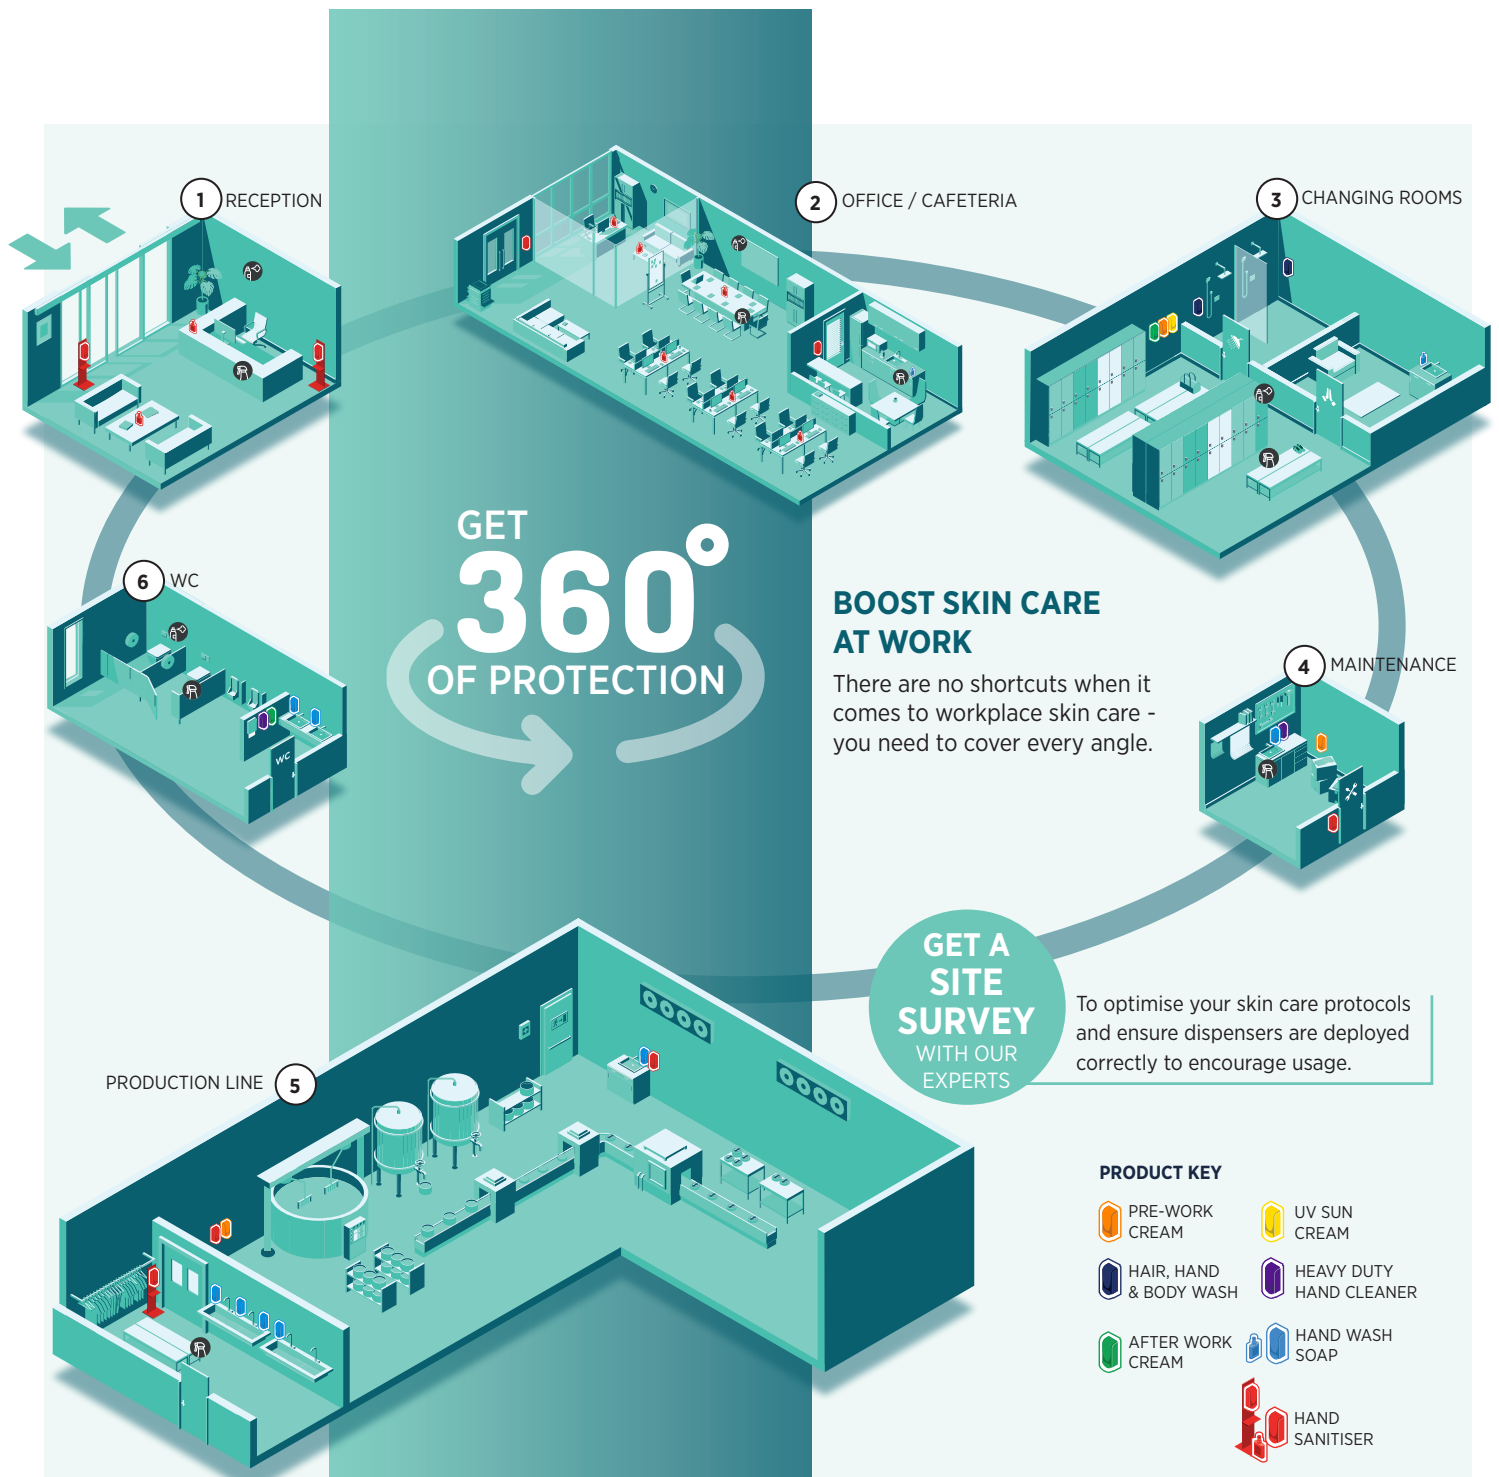 1 RECEPTION
2 OFFICE / CAFETERIA
3 CHANGING ROOMS
GET
360°
OF PROTECTION
6 WC
WC
BOOST SKIN CARE
AT WORK
There are no shortcuts when it
comes to workplace skin care -
you need to cover every angle.
4 MAINTENANCE
GET A
SITE
SURVEY
WITH OUR
EXPERTS
To optimise your skin care protocols
and ensure dispensers are deployed
correctly to encourage usage.
PRODUCTION LINE 5
PRODUCT KEY
PRE-WORK
CREAM
UV SUN
CREAM
HAIR, HAND
& BODY WASH
HEAVY DUTY
HAND CLEANER
AFTER WORK
CREAM
HAND WASH
SOAP
HAND
SANITISER